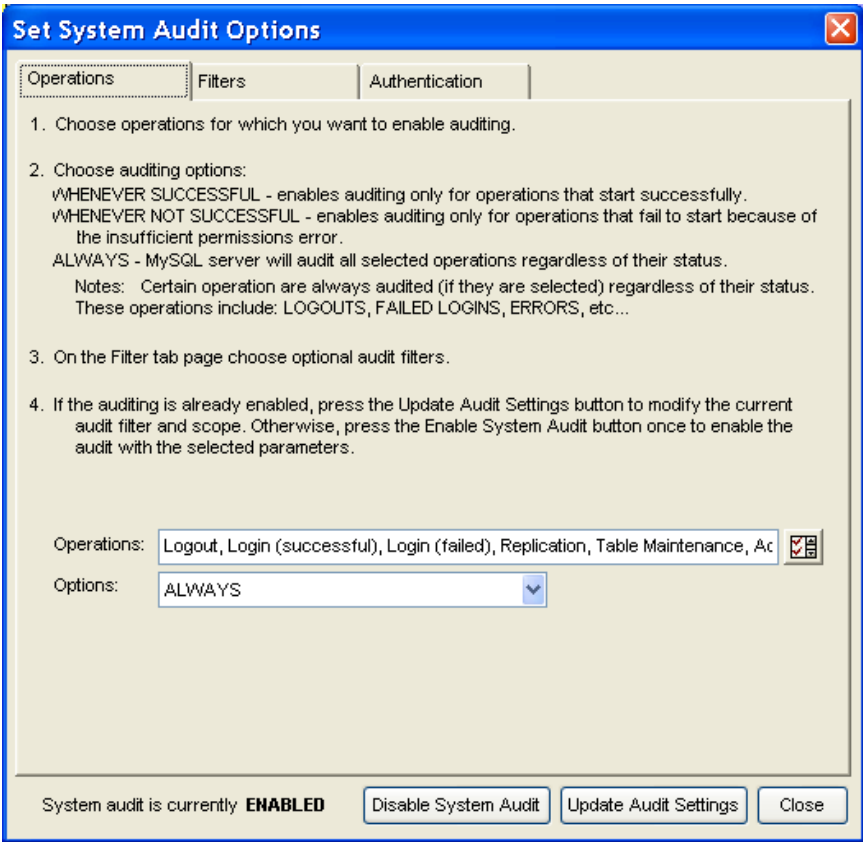 Set System Audit Options
Operations
Filters
Authentication
1. Choose operations for which you want to enable auditing.
2. Choose auditing options:
WHENEVER SUCCESSFUL - enables auditing only for operations that start successfully.
WHENEVER NOT SUCCESSFUL - enables auditing only for operations that fail to start because of
the insufficient permissions error.
ALWAYS - MySQL server will audit all selected operations regardless of their status.
Notes: Certain operation are always audited (if they are selected) regardless of their status.
These operations include: LOGOUTS, FAILED LOGINS, ERRORS, etc...
3. On the Filter tab page choose optional audit filters.
4. If the auditing is already enabled, press the Update Audit Settings button to modify the current
audit filter and scope. Otherwise, press the Enable System Audit button once to enable the
audit with the selected parameters.
Operations: Logout, Login (successful), Login (failed), Replication, Table Maintenance, Ac
Options: ALWAYS
System audit is currently ENABLED Disable System Audit Update Audit Settings Close